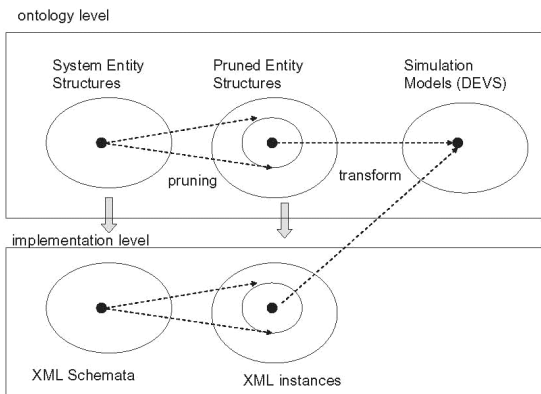 ontology level
System Entity
Structures
Pruned Entity
Structures
Simulation
Models (DEVS)
pruning
transform
implementation level
XML Schemata
XML instances